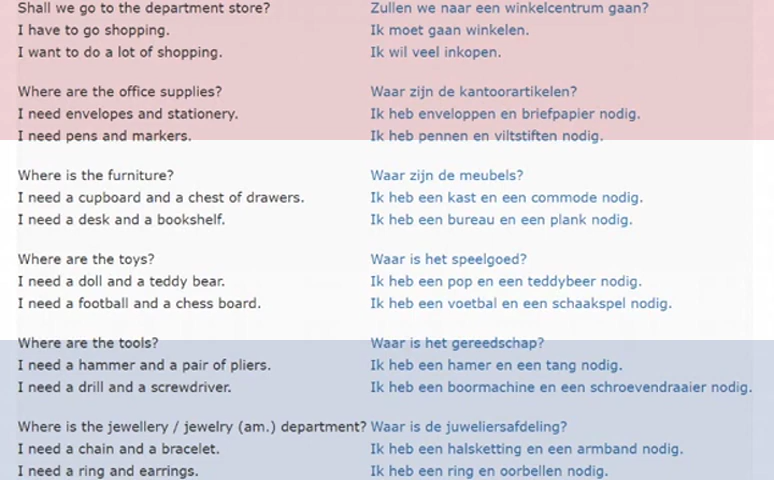 Shall we go to the department store? Zullen we naar een winkelcentrum gaan?
I have to go shopping. Ik moet gaan winkelen.
I want to do a lot of shopping. Ik wil veel inkopen.
Where are the office supplies? Waar zijn de kantoorartikelen?
I need envelopes and stationery. Ik heb enveloppen en briefpapier nodig.
I need pens and markers. Ik heb pennen en viltstiften nodig.
Where is the furniture? Waar zijn de meubels?
I need a cupboard and a chest of drawers. Ik heb een kast en een commode nodig.
I need a desk and a bookshelf. Ik heb een bureau en een plank nodig.
Where are the toys? Waar is het speelgoed?
I need a doll and a teddy bear. Ik heb een pop en een teddybeer nodig.
I need a football and a chess board. Ik heb een voetbal en een schaakspel nodig.
Where are the tools? Waar is het gereedschap?
I need a hammer and a pair of pliers. Ik heb een hamer en een tang nodig.
I need a drill and a screwdriver. Ik heb een boormachine en een schroevendraaier nodig.
Where is the jewellery / jewelry (am.) department? Waar is de juweliersafdeling?
I need a chain and a bracelet. Ik heb een halsketting en een armband nodig.
I need a ring and earrings. Ik heb een ring en oorbellen nodig.